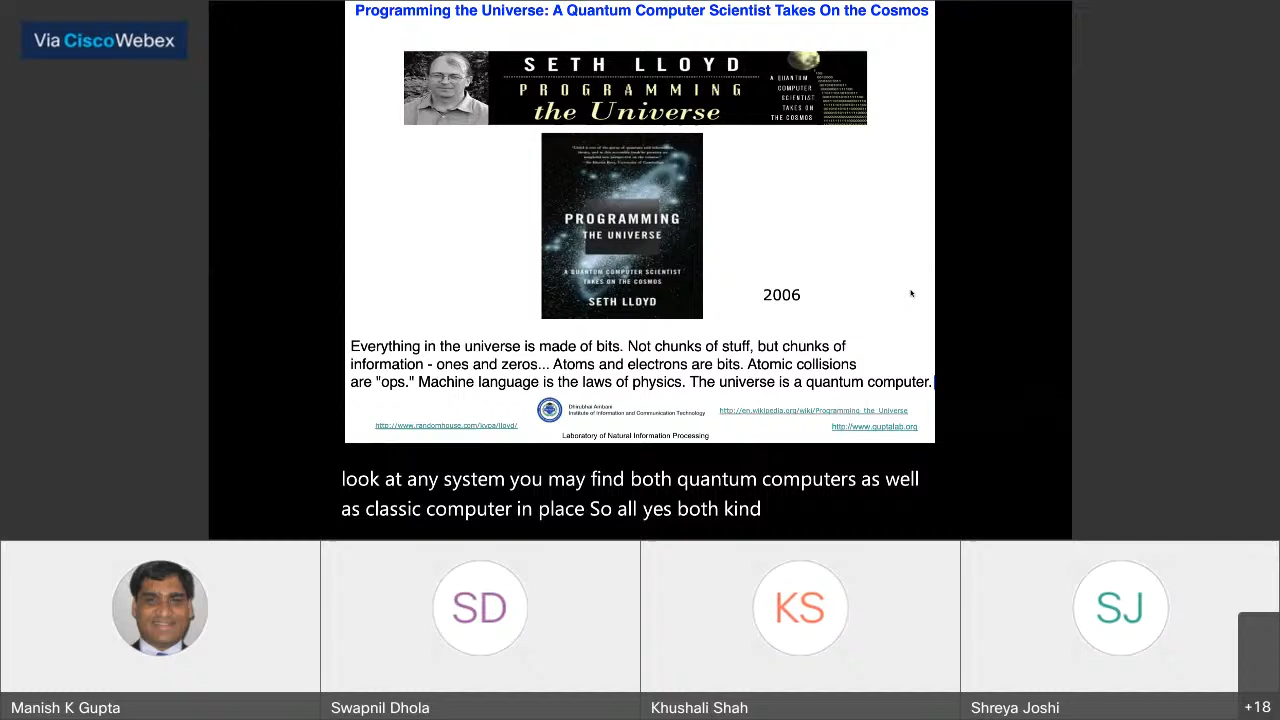 Programming the Universe: A Quantum Computer Scientist Takes On the Cosmos
Via CiscoWebex
SETH LLOYD
PROGRAMMING
the Universe
A QUANTUM
COMPUTER
SCIENTIST
TAKES ON
THE COSMOS
PROGRAMMING
THE UNIVERSE
A QUANTUM COMPUTER SCIENTIST
TAKES ON THE COSMOS
SETH LLOYD
2006
Everything in the universe is made of bits. Not chunks of stuff, but chunks of
information - ones and zeros... Atoms and electrons are bits. Atomic collisions
are "ops." Machine language is the laws of physics. The universe is a quantum computer.
Dhirubhai Ambani
Institute of Information and Communication Technology
http://en.wikipedia.org/wiki/Programming_the_Universe
http://www.randomhouse.com/kvpa/lloyd/
http://www.guptalab.org
Laboratory of Natural Information Processing
look at any system you may find both quantum computers as well
as classic computer in place So all yes both kind
SD
KS
SJ
Manish K Gupta
Swapnil Dhola
Khushali Shah
Shreya Joshi
+18